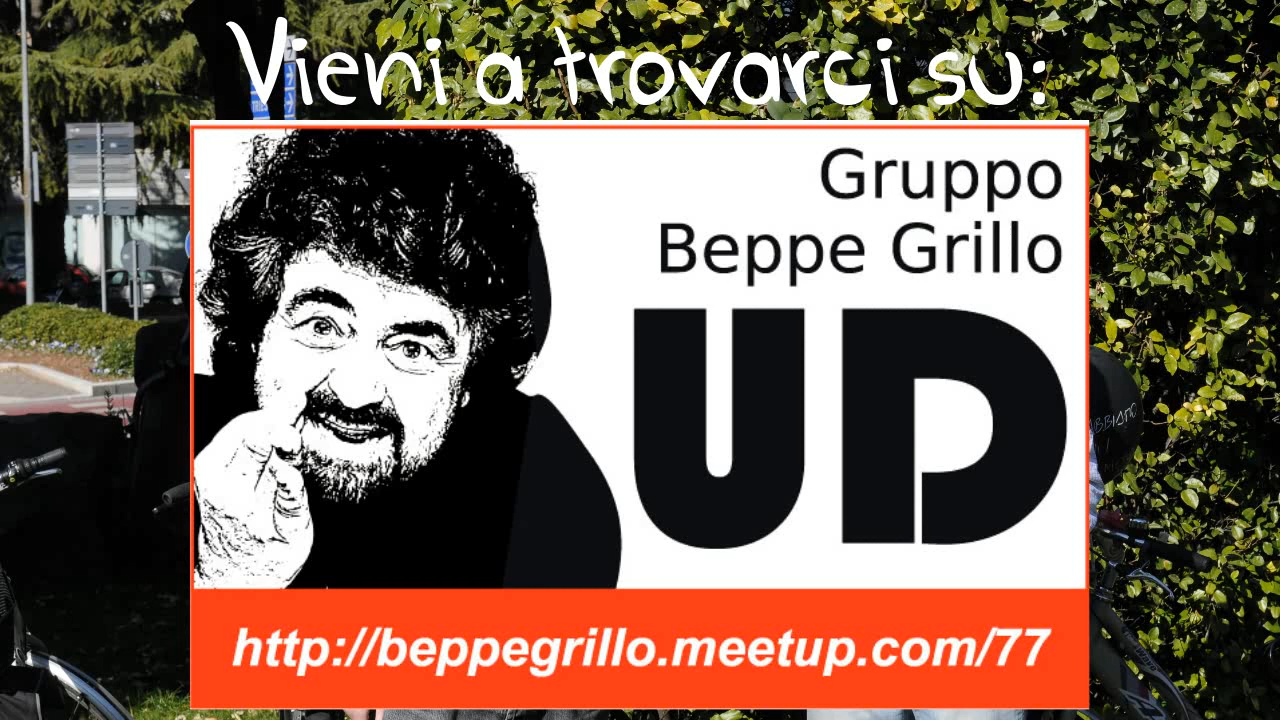 Vieni a trovarci su:
Gruppo
Beppe Grillo
UD
http://beppegrillo.meetup.com/77